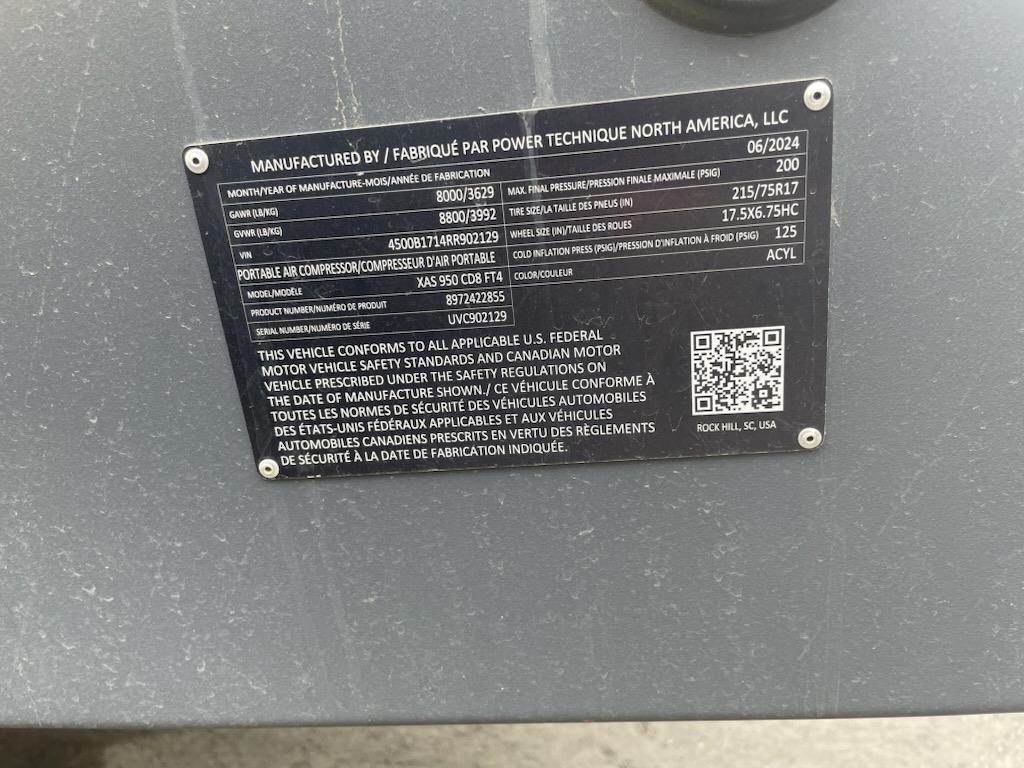 MANUFACTURED BY / FABRIQUÉ PAR POWER TECHNIQUE NORTH AMERICA, LLC
MONTH/YEAR OF MANUFACTURE-MOIS/ANNÉE DE FABRICATION 06/2024
GAWR (LB/KG) 8000/3629 MAX. FINAL PRESSURE/PRESSION FINALE MAXIMALE (PSIG) 200
GVWR (LB/KG) 8800/3992 TIRE SIZE/LA TAILLE DES PNEUS (IN) 215/75R17
VIN 4500B1714RR902129 WHEEL SIZE (IN)/TAILLE DES ROUES 17.5X6.75HC
PORTABLE AIR COMPRESSOR/COMPRESSEUR D'AIR PORTABLE COLD INFLATION PRESS (PSIG)/PRESSION D'INFLATION À FROID (PSIG) 125
MODEL/MODÈLE XAS 950 CD8 FT4 COLOR/COULEUR ACYL
PRODUCT NUMBER/NUMÉRO DE PRODUIT 8972422855
SERIAL NUMBER/NUMÉRO DE SÉRIE UVC902129
THIS VEHICLE CONFORMS TO ALL APPLICABLE U.S. FEDERAL
MOTOR VEHICLE SAFETY STANDARDS AND CANADIAN MOTOR
VEHICLE PRESCRIBED UNDER THE SAFETY REGULATIONS ON
THE DATE OF MANUFACTURE SHOWN./ CE VÉHICULE CONFORME À
TOUTES LES NORMES DE SÉCURITÉ DES VÉHICULES AUTOMOBILES
DES ÉTATS-UNIS FÉDÉRAUX APPLICABLES ET AUX VÉHICULES
AUTOMOBILES CANADIENS PRESCRITS EN VERTU DES RÈGLEMENTS
DE SÉCURITÉ À LA DATE DE FABRICATION INDIQUÉE.
ROCK HILL, SC, USA